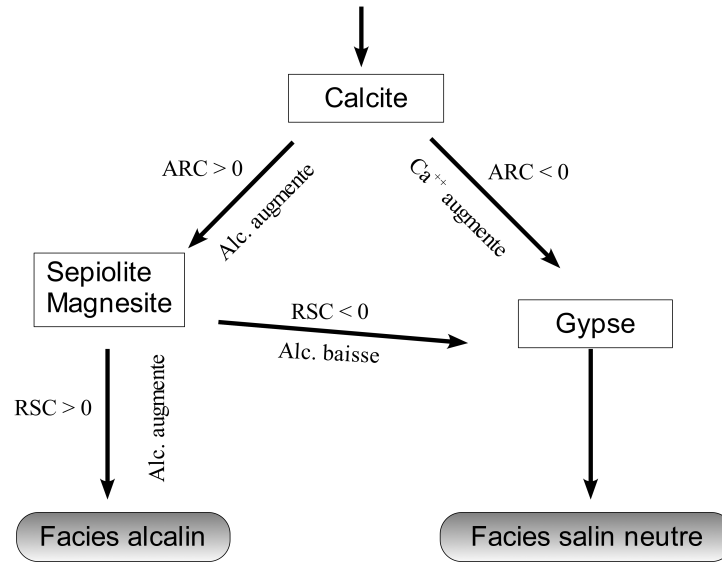 Calcite
ARC > 0
Alc. augmente
Ca⁺⁺ augmente
ARC < 0
Sepiolite
Magnesite
RSC < 0
Alc. baisse
Gypse
RSC > 0
Alc. augmente
Facies alcalin
Facies salin neutre